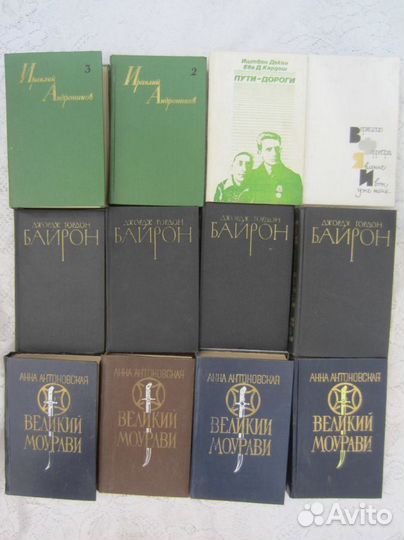 3
Ираклий
Андроников
2
Ираклий
Андроников
Иштван Декан
Ева Д. Кардош
ПУТИ-ДОРОГИ
ДЖОРДЖ ГОРДОН
БАЙРОН
ДЖОРДЖ ГОРДОН
БАЙРОН
ДЖОРДЖ ГОРДОН
БАЙРОН
ДЖОРДЖ ГОРДОН
БАЙРОН
АННА АНТОНОВСКАЯ
ВЕЛИКИЙ
МОУРАВИ
АННА АНТОНОВСКАЯ
ВЕЛИКИЙ
МОУРАВИ
АННА АНТОНОВСКАЯ
ВЕЛИКИЙ
МОУРАВИ
АННА АНТОНОВСКАЯ
ВЕЛИКИЙ
МОУРАВИ
Avito